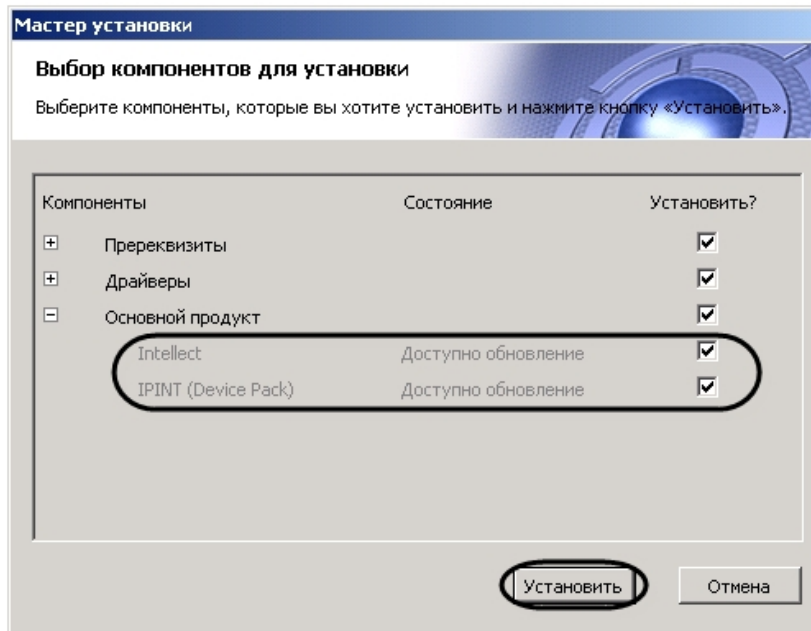 Мастер установки
Выбор компонентов для установки
Выберите компоненты, которые вы хотите установить и нажмите кнопку «Установить».
Компоненты Состояние Установить?
Пререквизиты
Драйверы
Основной продукт
Intellect Доступно обновление
IPINT (Device Pack) Доступно обновление
Установить Отмена